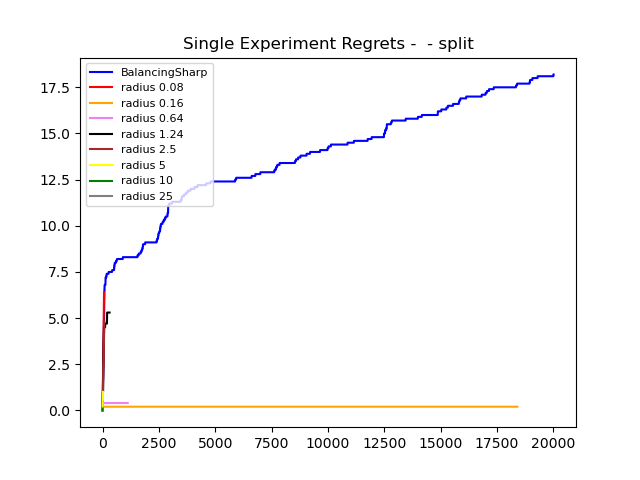 Single Experiment Regrets -  - split
BalancingSharp
radius 0.08
radius 0.16
radius 0.64
radius 1.24
radius 2.5
radius 5
radius 10
radius 25
17.5
15.0
12.5
10.0
7.5
5.0
2.5
0.0
0 2500 5000 7500 10000 12500 15000 17500 20000